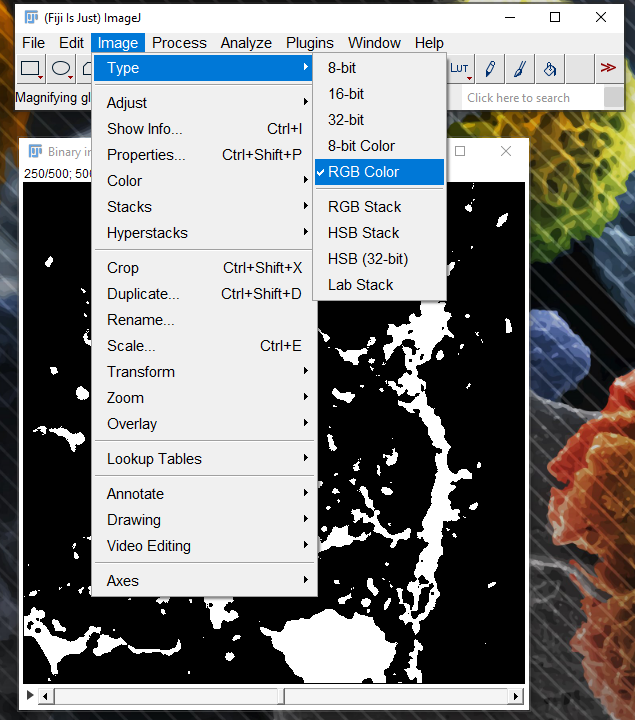 (Fiji Is Just) ImageJ
File Edit Image Process Analyze Plugins Window Help
LUT
Magnifying gl
Click here to search
Type
Adjust
Show Info... Ctrl+I
Properties... Ctrl+Shift+P
Color
Stacks
Hyperstacks
Crop Ctrl+Shift+X
Duplicate... Ctrl+Shift+D
Rename...
Scale... Ctrl+E
Transform
Zoom
Overlay
Lookup Tables
Annotate
Drawing
Video Editing
Axes
8-bit
16-bit
32-bit
8-bit Color
RGB Color
RGB Stack
HSB Stack
HSB (32-bit)
Lab Stack
Binary in
250/500; 500